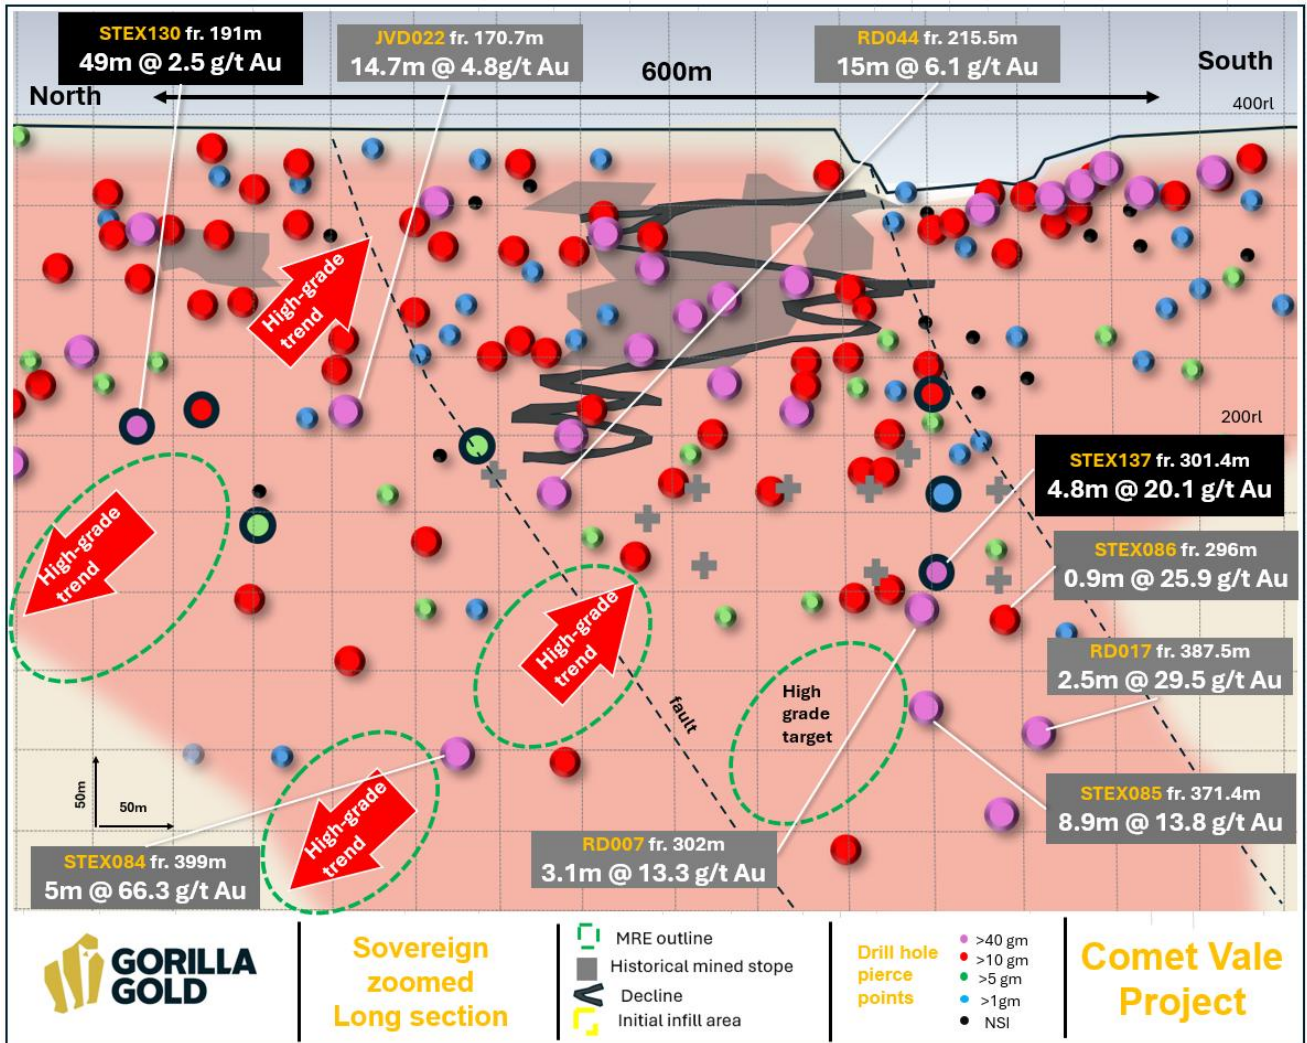 STEX130 fr. 191m
49m @ 2.5 g/t Au
JVD022 fr. 170.7m
14.7m @ 4.8g/t Au
RD044 fr. 215.5m
15m @ 6.1 g/t Au
600m
North
South
400rl
High-grade
trend
200rl
STEX137 fr. 301.4m
4.8m @ 20.1 g/t Au
High-grade
trend
STEX086 fr. 296m
0.9m @ 25.9 g/t Au
High-grade
trend
RD017 fr. 387.5m
2.5m @ 29.5 g/t Au
fault
High
grade
target
50m
50m
High-grade
trend
STEX085 fr. 371.4m
8.9m @ 13.8 g/t Au
STEX084 fr. 399m
5m @ 66.3 g/t Au
RD007 fr. 302m
3.1m @ 13.3 g/t Au
GORILLA
GOLD
Sovereign
zoomed
Long section
MRE outline
Historical mined stope
Decline
Initial infill area
Drill hole
pierce
points
>40 gm
>10 gm
>5 gm
>1gm
NSI
Comet Vale
Project